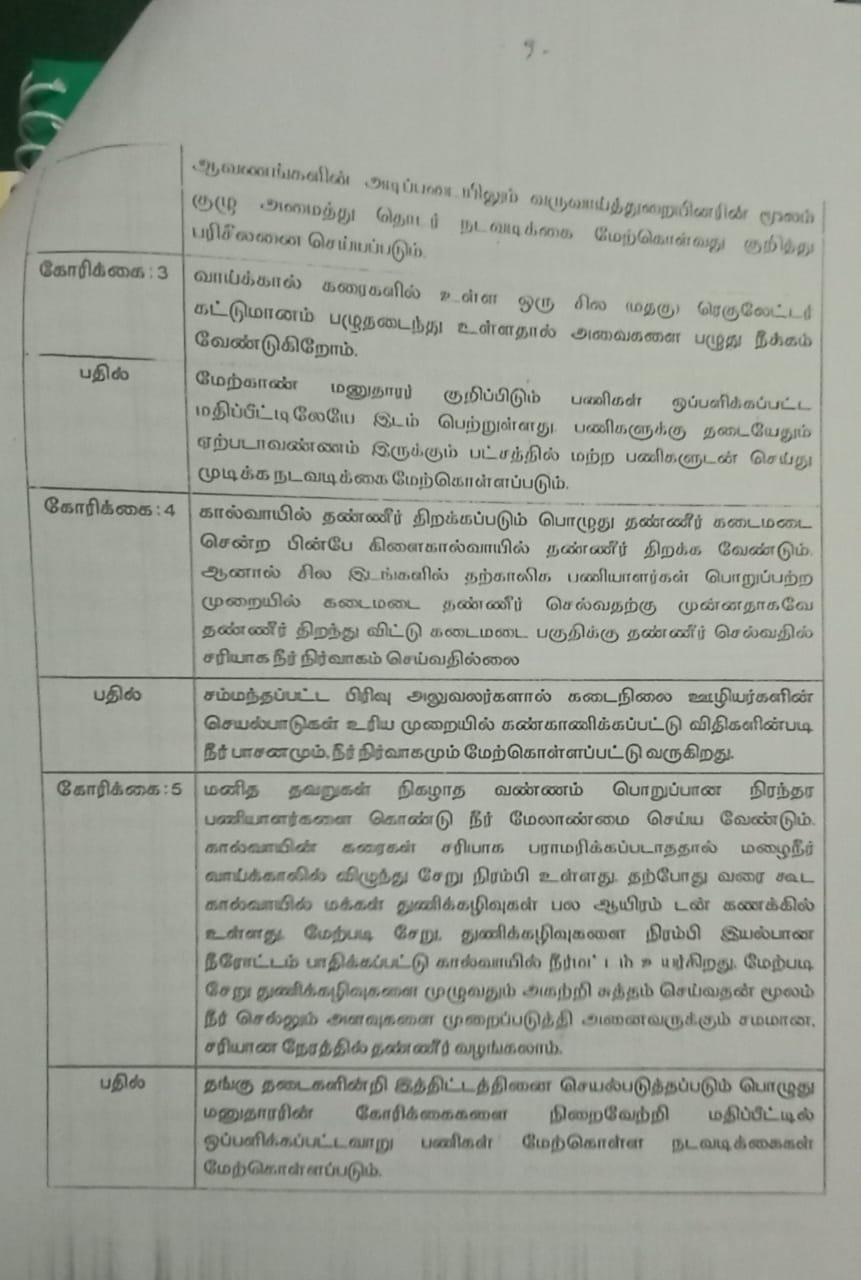 9-
ஆவணங்களின் அடிப்படையிலும் வருவாய்த்துறையினரின் மூலம்
குழு அமைத்து தொடர் நடவடிக்கை மேற்கொள்வது குறித்து
பரிசீலனை செய்யப்படும்.
கோரிக்கை:3 வாய்க்கால் கரைகளில் உள்ள ஒரு சில (மதகு) ரெகுலேட்டர்
கட்டுமானம் பழுதடைந்து உள்ளதால் அவைகளை பழுது நீக்கம்
வேண்டுகிறோம்.
பதில் மேற்காண் மனுதாரர் குறிப்பிடும் பணிகள் ஒப்பளிக்கப்பட்ட
மதிப்பீட்டிலேயே இடம் பெற்றுள்ளது. பணிகளுக்கு தடையேதும்
ஏற்படாவண்ணம் இருக்கும் பட்சத்தில் மற்ற பணிகளுடன் செய்து
முடிக்க நடவடிக்கை மேற்கொள்ளப்படும்.
கோரிக்கை:4 கால்வாயில் தண்ணீர் திறக்கப்படும் பொழுது தண்ணீர் கடைமடை
சென்ற பின்பே கிளைகால்வாயில் தண்ணீர் திறக்க வேண்டும்.
ஆனால் சில இடங்களில் தற்காலிக பணியாளர்கள் பொறுப்பற்ற
முறையில் கடைமடை தண்ணீர் செல்வதற்கு முன்னதாகவே
தண்ணீர் திறந்து விட்டு கடைமடை பகுதிக்கு தண்ணீர் செல்வதில்
சரியாக நீர் நிர்வாகம் செய்வதில்லை
பதில் சம்மந்தப்பட்ட பிரிவு அலுவலர்களால் கடைநிலை ஊழியர்களின்
செயல்பாடுகள் உரிய முறையில் கண்காணிக்கப்பட்டு விதிகளின்படி
நீர் பாசனமும், நீர் நிர்வாகமும் மேற்கொள்ளப்பட்டு வருகிறது.
கோரிக்கை:5 மனித தவறுகள் நிகழாத வண்ணம் பொறுப்பான நிரந்தர
பணியாளர்களை கொண்டு நீர் மேலாண்மை செய்ய வேண்டும்.
கால்வாயின் கரைகள் சரியாக பராமரிக்கப்படாததால் மழைநீர்
வாய்க்காலில் விழுந்து சேறு நிரம்பி உள்ளது. தற்போது வரை கூட
கால்வாயில் மக்கள் துணிக்கழிவுகள் பல ஆயிரம் டன் கணக்கில்
உள்ளது. மேற்படி சேறு, துணிக்கழிவுகளை நிரம்பி இயல்பான
நீரோட்டம் பாதிக்கப்பட்டு கால்வாயில் நீர்மட்டம் உயர்கிறது. மேற்படி
சேறு துணிக்கழிவுகளை முழுவதும் அகற்றி சுத்தம் செய்வதன் மூலம்
நீர் செல்லும் அளவுகளை முறைப்படுத்தி அனைவருக்கும் சமமான,
சரியான நேரத்தில் தண்ணீர் வழங்கலாம்.
பதில் தங்கு தடைகளின்றி இத்திட்டத்தினை செயல்படுத்தப்படும் பொழுது
மனுதாரரின் கோரிக்கைகளை நிறைவேற்றி மதிப்பீட்டில்
ஒப்பளிக்கப்பட்டவாறு பணிகள் மேற்கொள்ள நடவடிக்கைகள்
மேற்கொள்ளப்படும்.